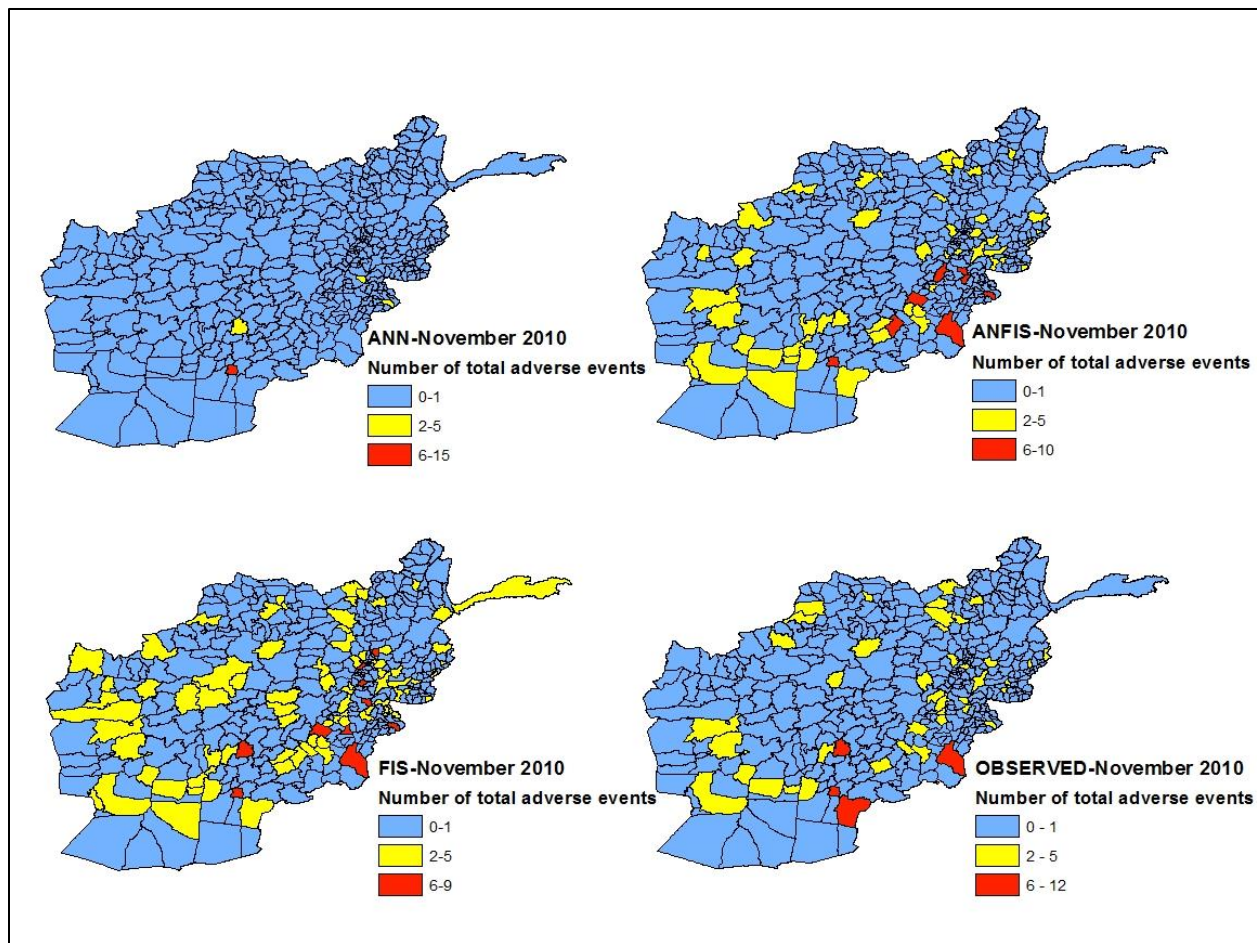 ANN-November 2010
Number of total adverse events
0-1
2-5
6-15
ANFIS-November 2010
Number of total adverse events
0-1
2-5
6-10
FIS-November 2010
Number of total adverse events
0-1
2-5
6-9
OBSERVED-November 2010
Number of total adverse events
0 - 1
2 - 5
6 - 12